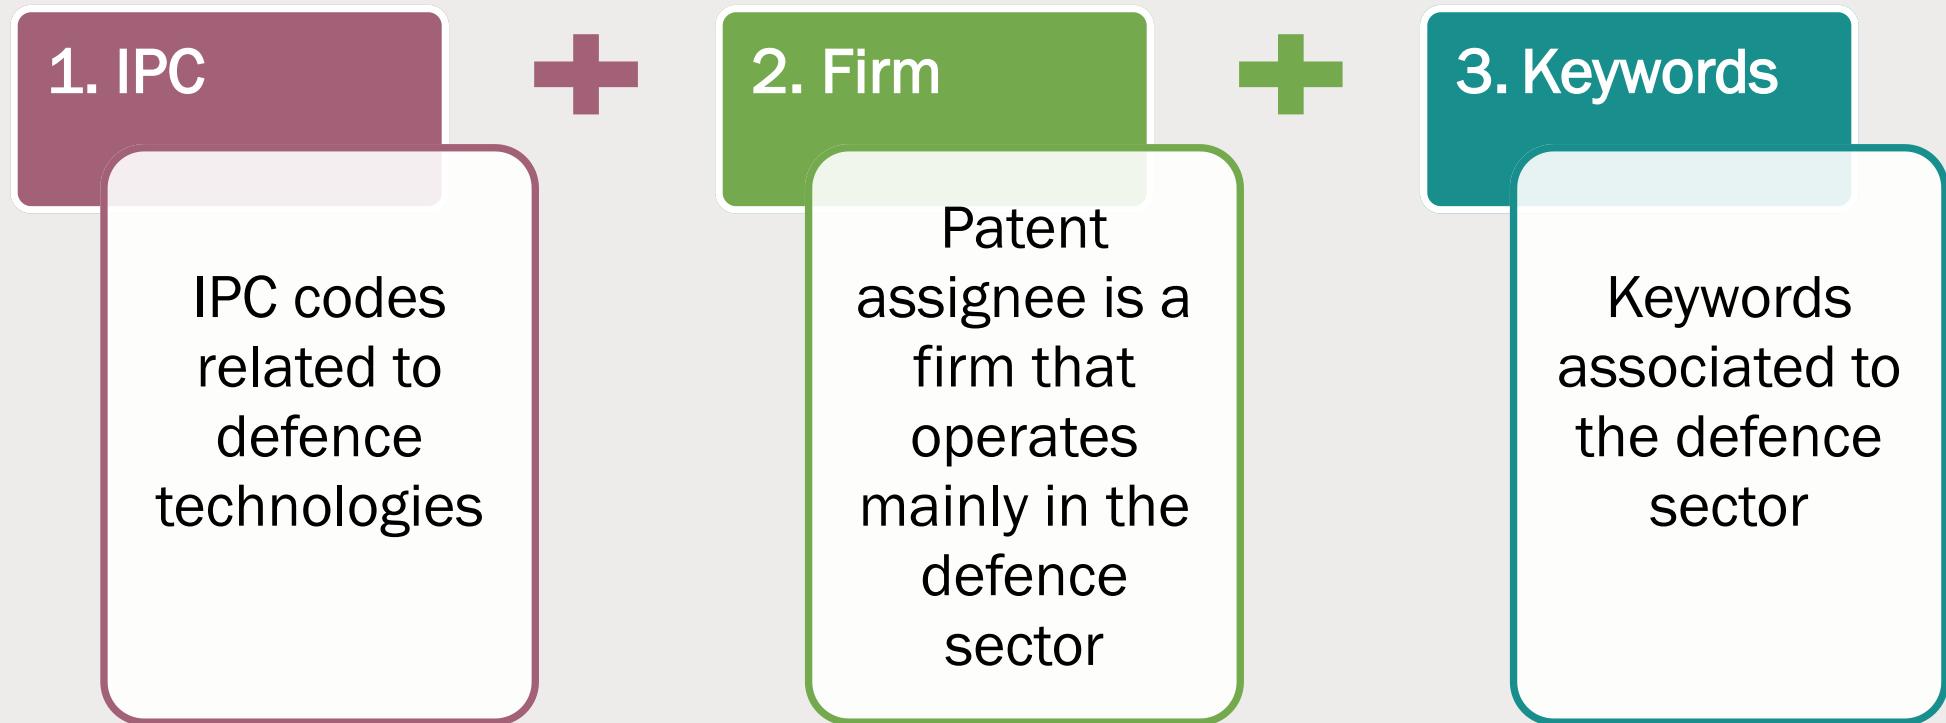 1. IPC
IPC codes
related to
defence
technologies
2. Firm
Patent
assignee is a
firm that
operates
mainly in the
defence
sector
3. Keywords
Keywords
associated to
the defence
sector